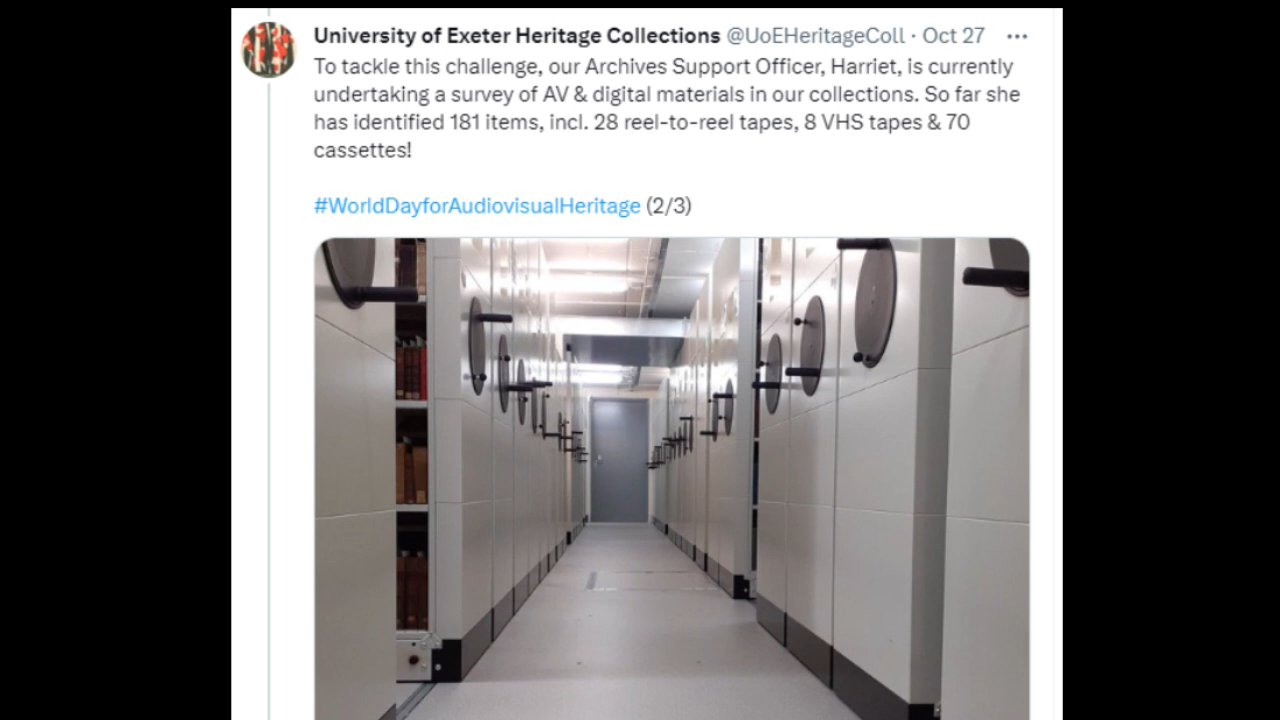 University of Exeter Heritage Collections @UoEHeritageColl · Oct 27 ...
To tackle this challenge, our Archives Support Officer, Harriet, is currently
undertaking a survey of AV & digital materials in our collections. So far she
has identified 181 items, incl. 28 reel-to-reel tapes, 8 VHS tapes & 70
cassettes!
#WorldDayforAudiovisualHeritage (2/3)